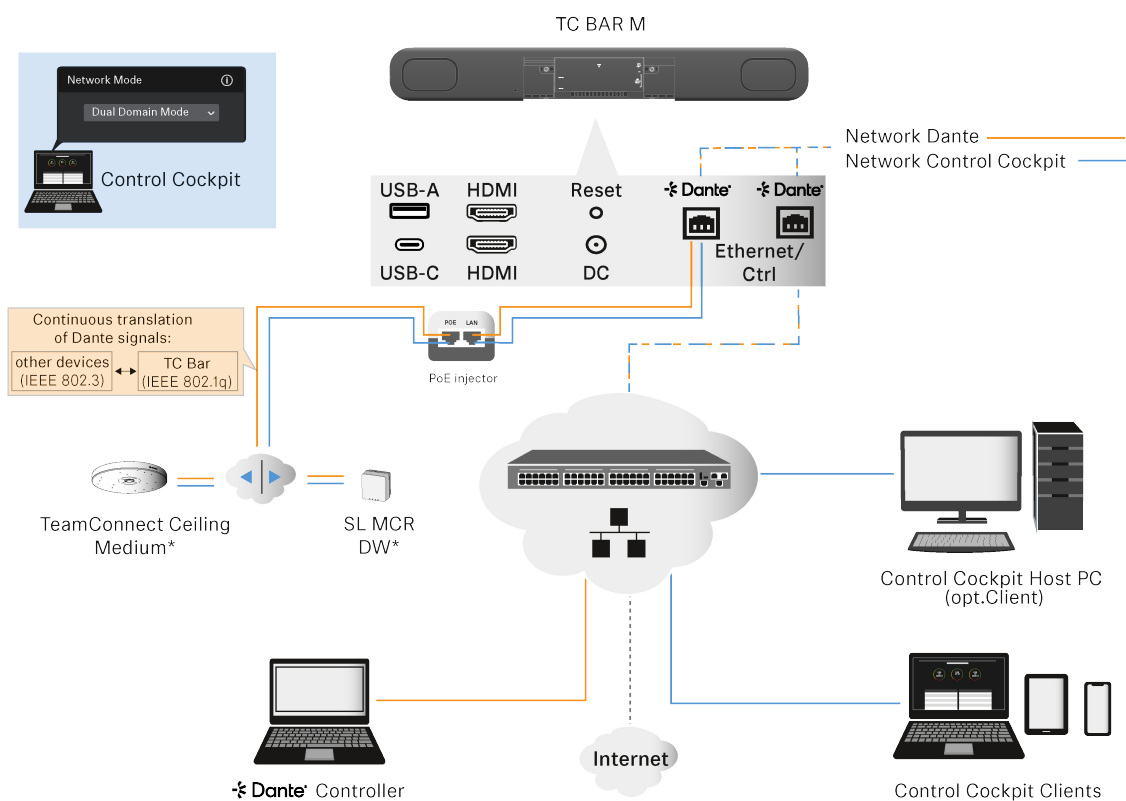 TC BAR M
Network Mode
Dual Domain Mode
Control Cockpit
Network Dante
Network Control Cockpit
USB-A
HDMI
Reset
Dante
Dante
USB-C
HDMI
DC
Ethernet/
Ctrl
Continuous translation
of Dante signals:
other devices
(IEEE 802.3)
TC Bar
(IEEE 802.1q)
POE
LAN
PoE injector
TeamConnect Ceiling
Medium*
SL MCR
DW*
Control Cockpit Host PC
(opt.Client)
Internet
Dante Controller
Control Cockpit Clients